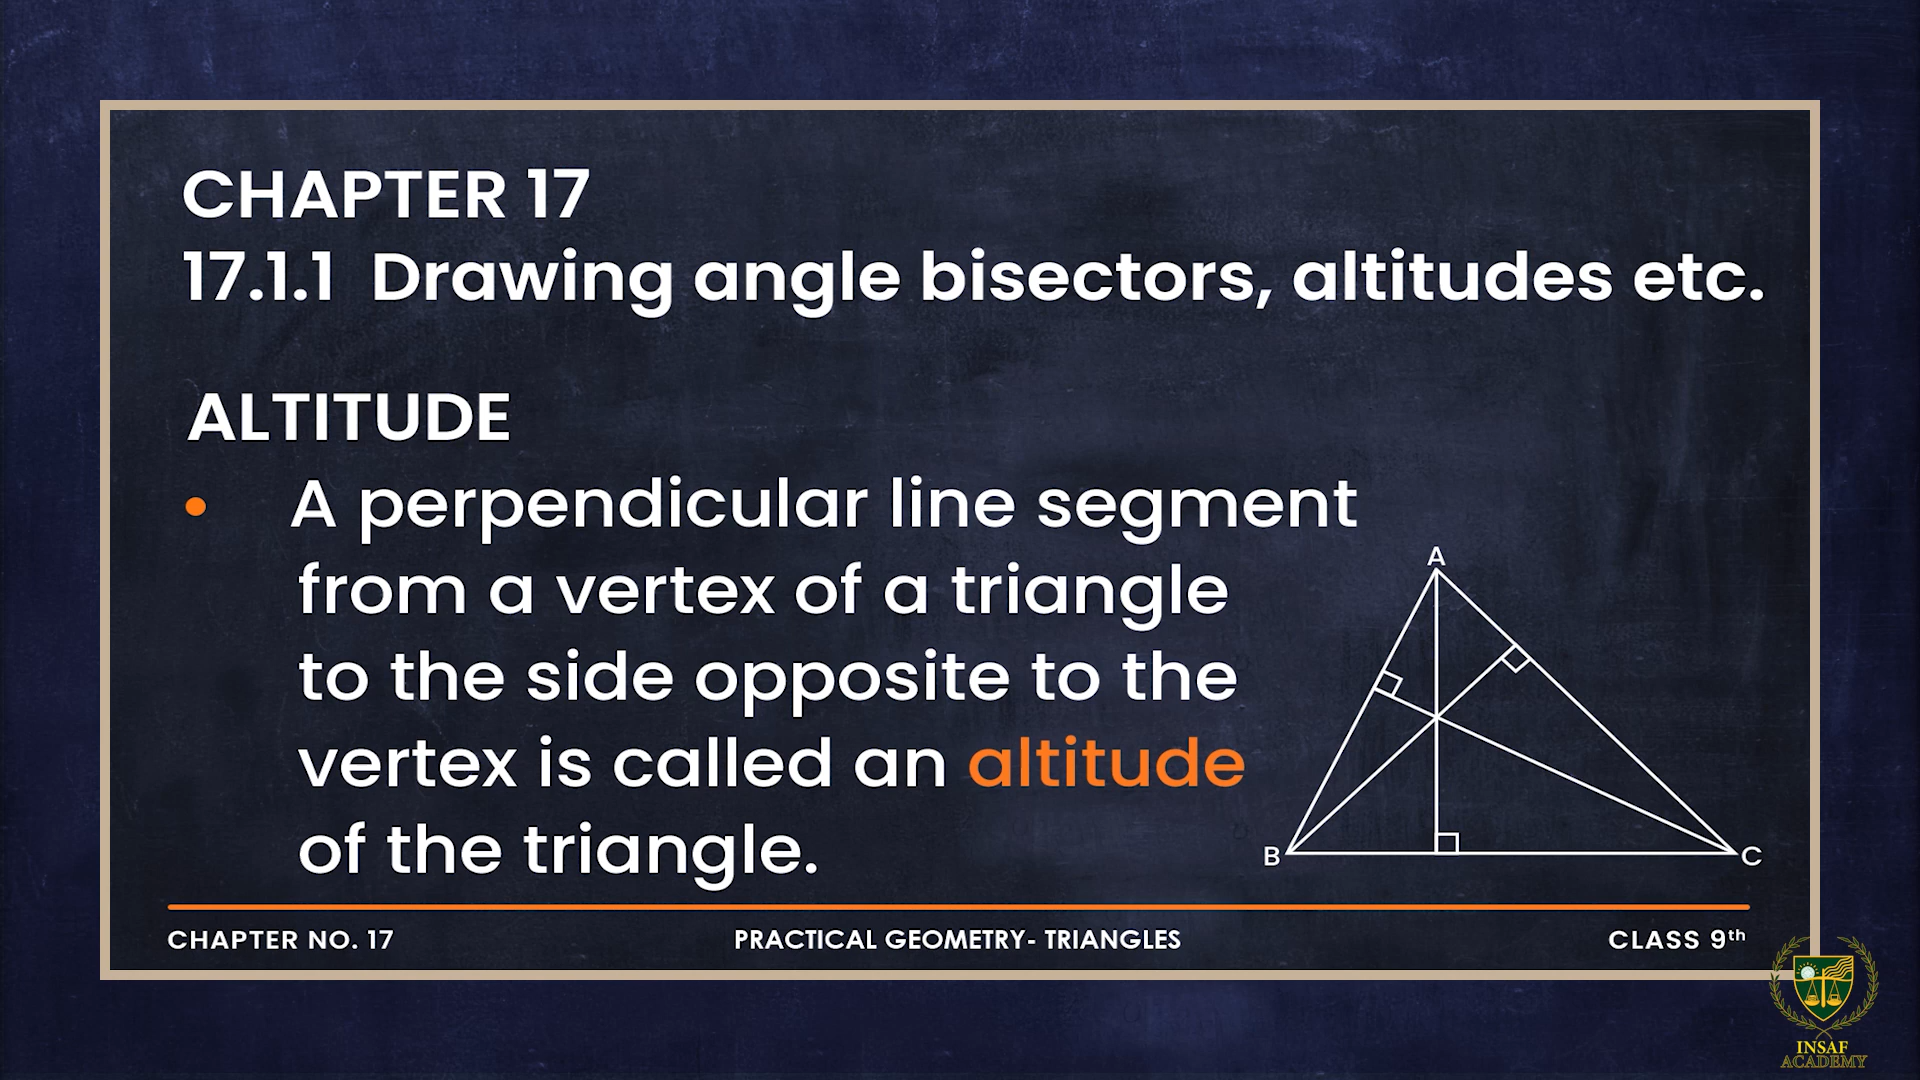 CHAPTER 17
17.1.1 Drawing angle bisectors, altitudes etc.
ALTITUDE
• A perpendicular line segment
from a vertex of a triangle
to the side opposite to the
vertex is called an altitude
of the triangle.
A
B
C
CHAPTER NO. 17
PRACTICAL GEOMETRY- TRIANGLES
CLASS 9th
INSAF
ACADEMY